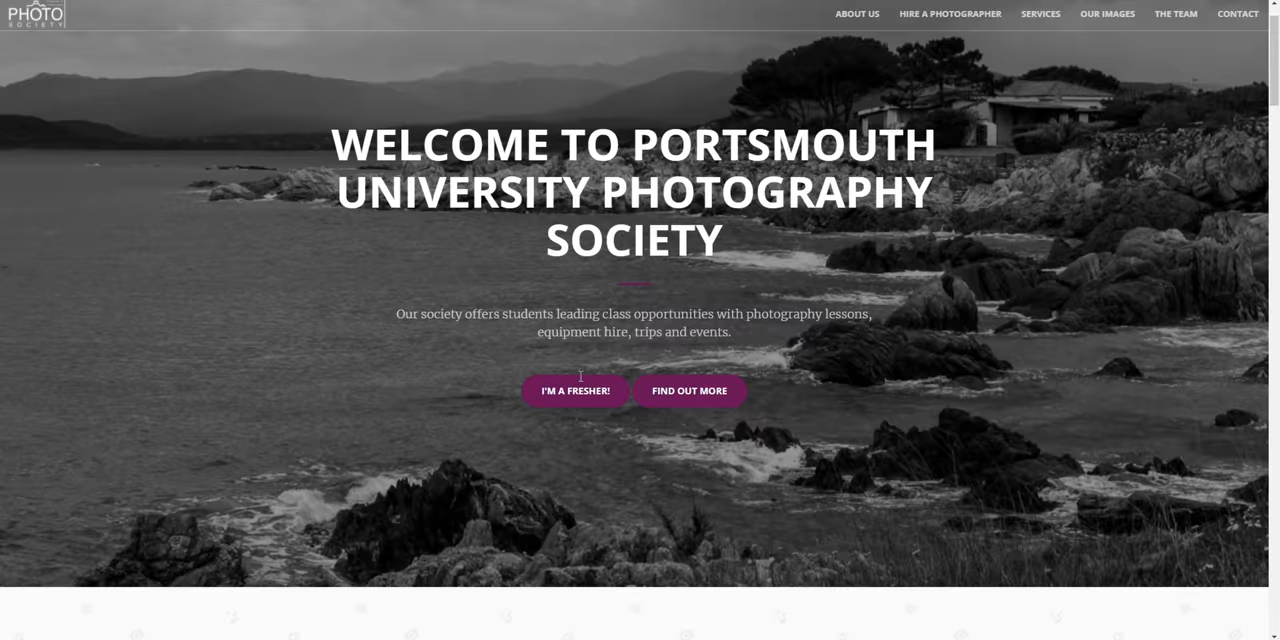 PHOTO
SOCIETY
ABOUT US
HIRE A PHOTOGRAPHER
SERVICES
OUR IMAGES
THE TEAM
CONTACT
WELCOME TO PORTSMOUTH
UNIVERSITY PHOTOGRAPHY
SOCIETY
Our society offers students leading class opportunities with photography lessons,
equipment hire, trips and events.
I'M A FRESHER!
FIND OUT MORE